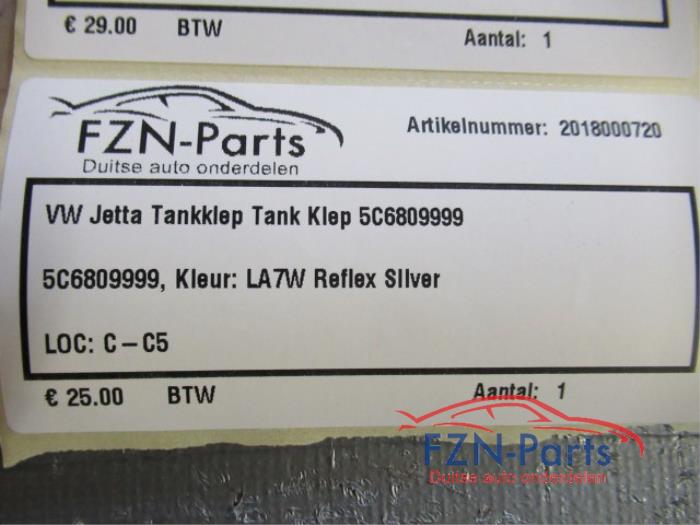 € 29.00 BTW Aantal: 1
FZN-Parts
Duitse auto onderdelen
Artikelnummer: 2018000720
VW Jetta Tankklep Tank Klep 5C6809999
5C6809999, Kleur: LA7W Reflex Silver
LOC: C – C5
€ 25.00 BTW Aantal: 1
FZN-Parts
Duitse auto onderdelen